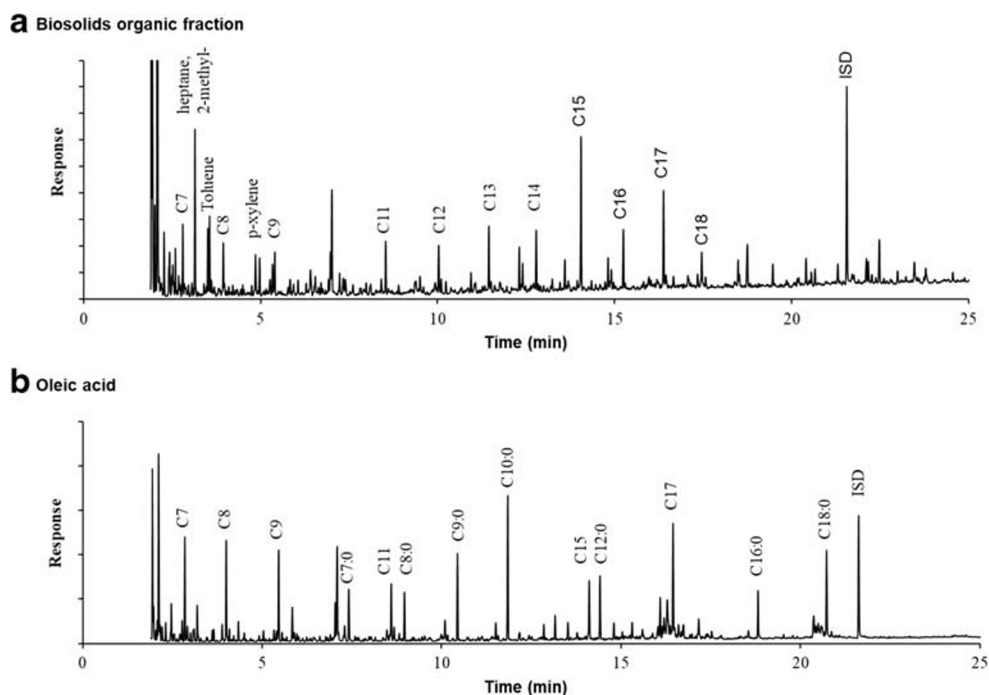 a Biosolids organic fraction
Response
C7
heptane,
2-methyl-
Toluene
C8
p-xylene
C9
C11
C12
C13
C14
C15
C16
C17
C18
ISD
0
5
10
15
20
25
Time (min)
b Oleic acid
Response
C7
C8
C9
C7:0
C11
C8:0
C9:0
C10:0
C15
C12:0
C17
C16:0
C18:0
ISD
0
5
10
15
20
25
Time (min)